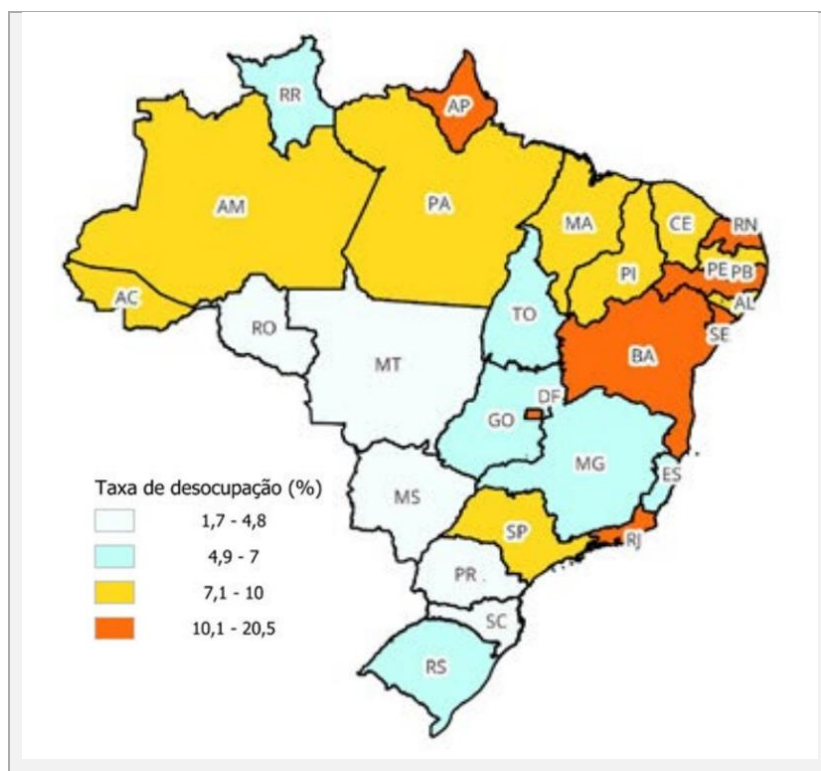 RR
AP
AM
PA
MA
CE
RN
PI
PE
PB
AC
AL
TO
RO
SE
BA
MT
DF
GO
MG
ES
MS
SP
RJ
PR
SC
RS
Taxa de desocupação (%)
1,7 - 4,8
4,9 - 7
7,1 - 10
10,1 - 20,5